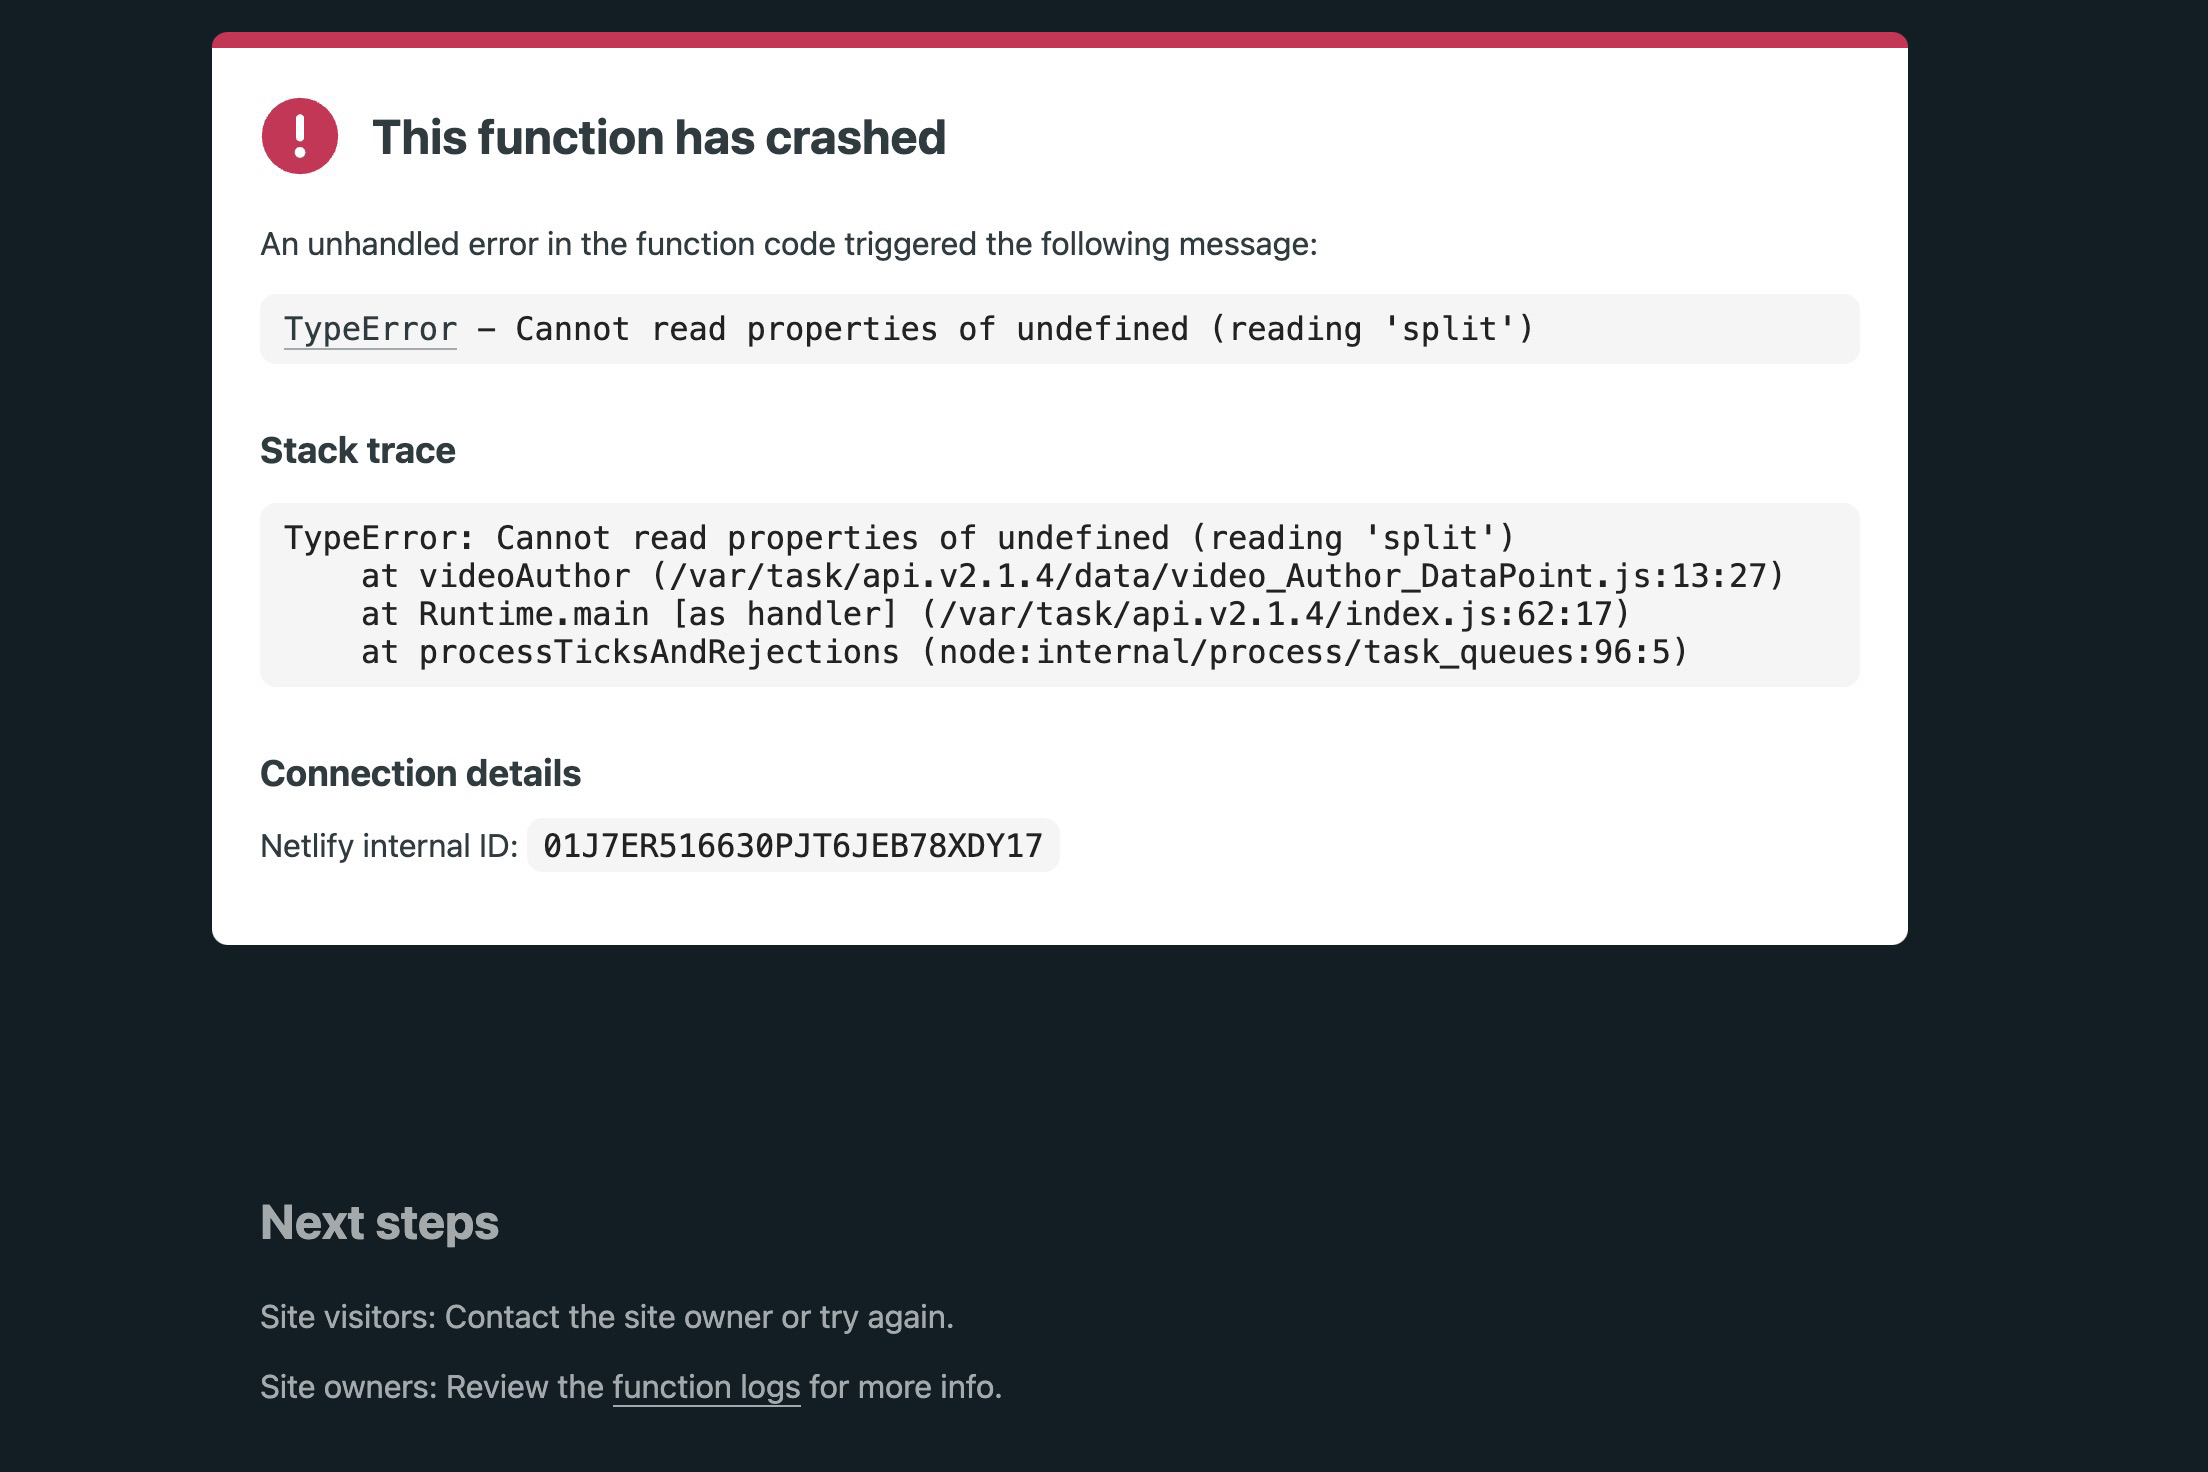 This function has crashed
An unhandled error in the function code triggered the following message:
TypeError – Cannot read properties of undefined (reading 'split')
Stack trace
TypeError: Cannot read properties of undefined (reading 'split')
    at videoAuthor (/var/task/api.v2.1.4/data/video_Author_DataPoint.js:13:27)
    at Runtime.main [as handler] (/var/task/api.v2.1.4/index.js:62:17)
    at processTicksAndRejections (node:internal/process/task_queues:96:5)
Connection details
Netlify internal ID: 01J7ER516630PJT6JEB78XDY17
Next steps
Site visitors: Contact the site owner or try again.
Site owners: Review the function logs for more info.